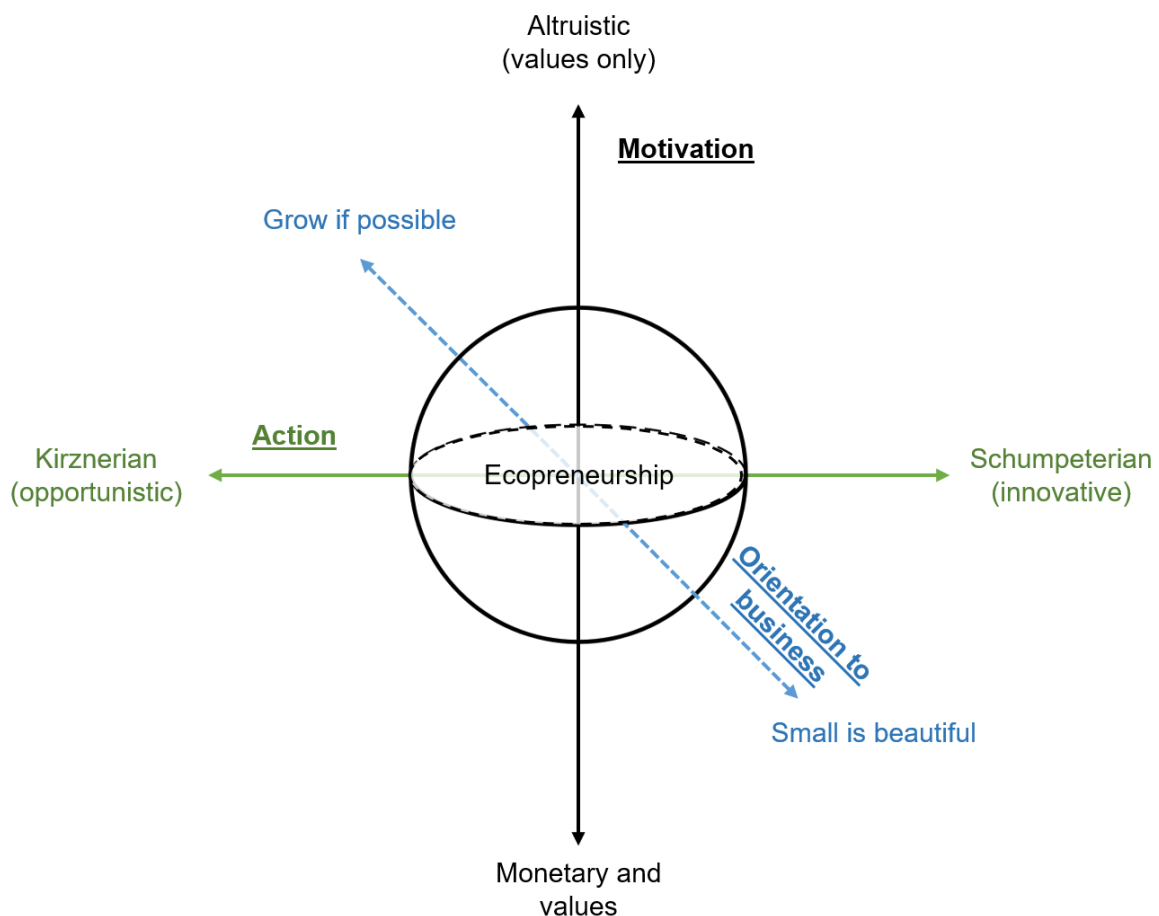 Altruistic
(values only)
Motivation
Grow if possible
Action
Kirznerian
(opportunistic)
Ecopreneurship
Schumpeterian
(innovative)
Orientation to
business
Small is beautiful
Monetary and
values